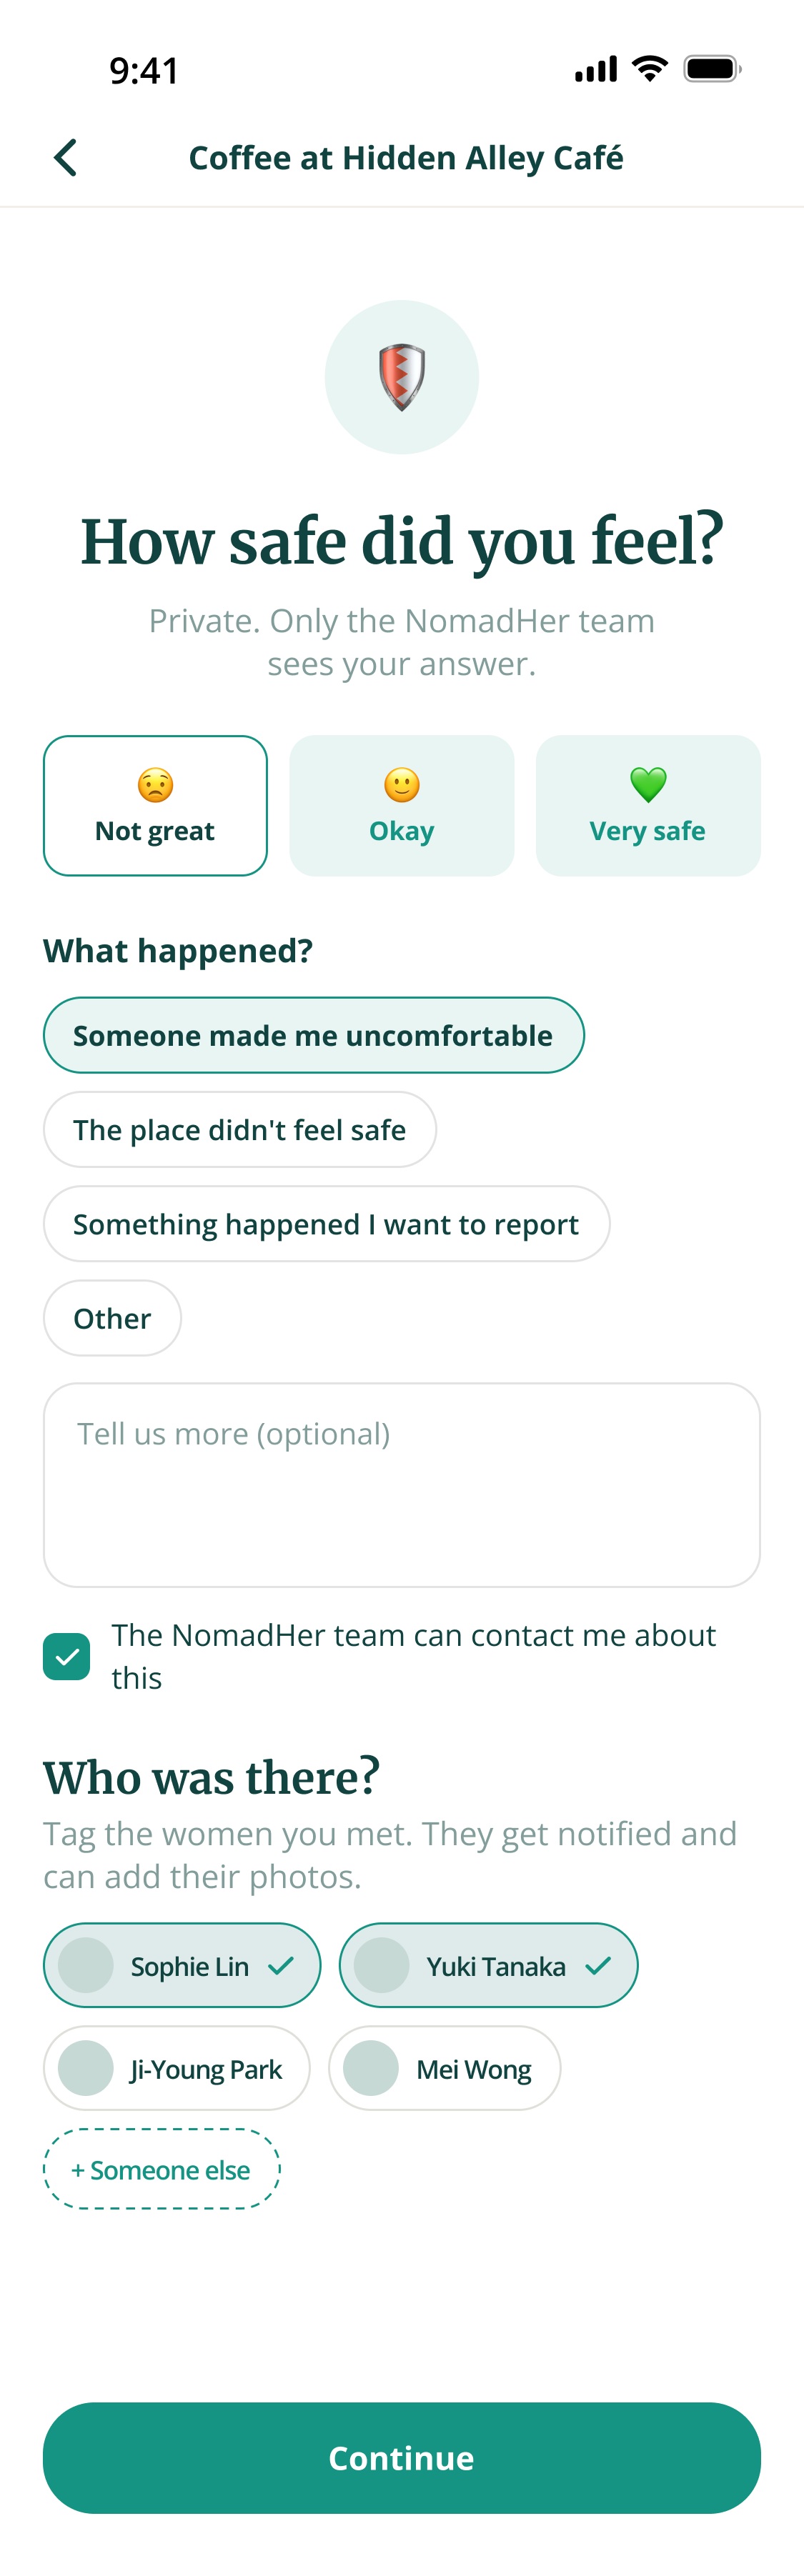 9:41
Coffee at Hidden Alley Café
How safe did you feel?
Private. Only the NomadHer team
sees your answer.
Not great
Okay
Very safe
What happened?
Someone made me uncomfortable
The place didn't feel safe
Something happened I want to report
Other
Tell us more (optional)
The NomadHer team can contact me about
this
Who was there?
Tag the women you met. They get notified and
can add their photos.
Sophie Lin
Yuki Tanaka
Ji-Young Park
Mei Wong
+ Someone else
Continue